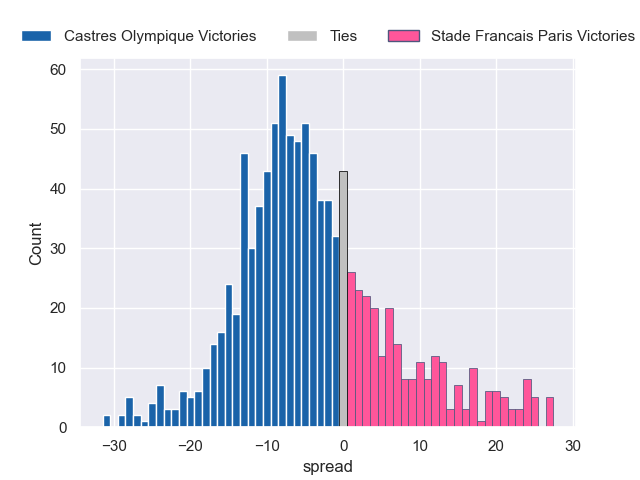 Castres Olympique Victories Ties Stade Francais Paris Victories
60
50
40
30
20
10
0
Count
−30 −20 −10 0 10 20 30
spread